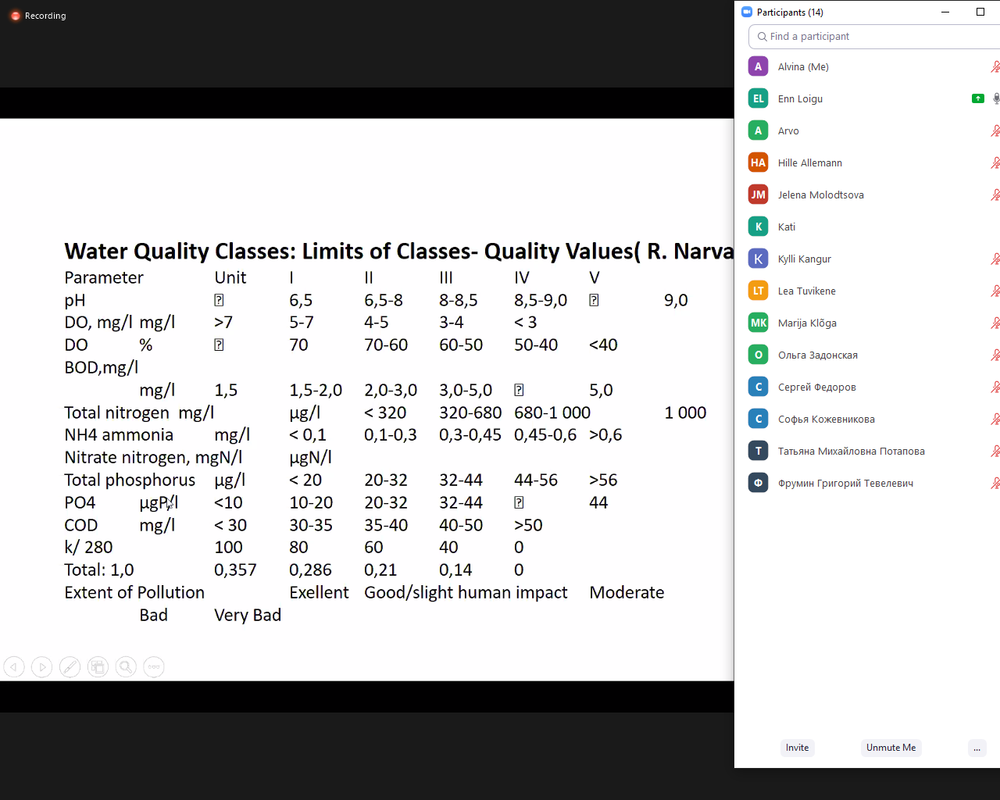 Recording
Water Quality Classes: Limits of Classes- Quality Values( R. Narva
Parameter Unit I II III IV V
pH 6,5 6,5-8 8-8,5 8,5-9,0 9,0
DO, mg/l mg/l >7 5-7 4-5 3-4 < 3
DO % 70 70-60 60-50 50-40 <40
BOD,mg/l
mg/l 1,5 1,5-2,0 2,0-3,0 3,0-5,0 5,0
Total nitrogen mg/l µg/l < 320 320-680 680-1 000 1 000
NH4 ammonia mg/l < 0,1 0,1-0,3 0,3-0,45 0,45-0,6 >0,6
Nitrate nitrogen, mgN/l µgN/l
Total phosphorus µg/l < 20 20-32 32-44 44-56 >56
PO4 µgP/l <10 10-20 20-32 32-44 44
COD mg/l < 30 30-35 35-40 40-50 >50
k/ 280 100 80 60 40 0
Total: 1,0 0,357 0,286 0,21 0,14 0
Extent of Pollution Exellent Good/slight human impact Moderate
Bad Very Bad
Participants (14)
Find a participant
A Alvina (Me)
EL Enn Loigu
A Arvo
HA Hille Allemann
JM Jelena Molodtsova
K Kati
K Kylli Kangur
LT Lea Tuvikene
MK Marija Klõga
О Ольга Задонская
С Сергей Федоров
С Софья Кожевникова
Т Татьяна Михайловна Потапова
Ф Фрумин Григорий Тевелевич
Invite Unmute Me ...